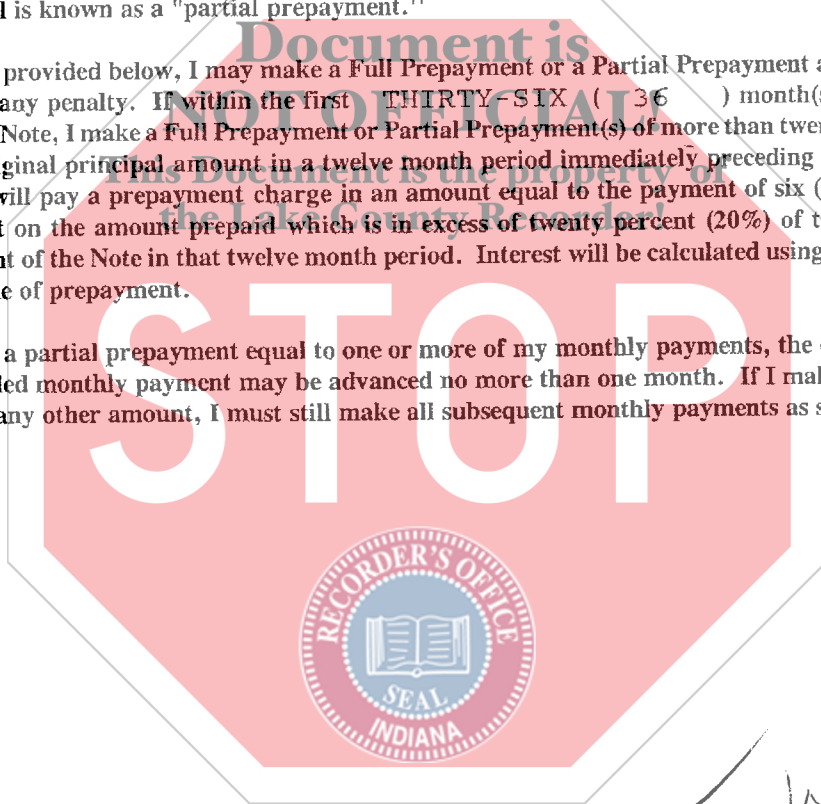 l is known as a "partial prepayment."
Document is
provided below, I may make a Full Prepayment or a Partial Prepayment a
any penalty. If within the first THIRTY-SIX ( 36 ) month(s
NOT OFFICIAL!
Note, I make a Full Prepayment or Partial Prepayment(s) of more than twen
ginal principal amount in a twelve month period immediately preceding
This Document is the property of
will pay a prepayment charge in an amount equal to the payment of six (
the Lake County Recorder!
t on the amount prepaid which is in excess of twenty percent (20%) of t
nt of the Note in that twelve month period. Interest will be calculated using
e of prepayment.
STOP
a partial prepayment equal to one or more of my monthly payments, the
led monthly payment may be advanced no more than one month. If I mak
any other amount, I must still make all subsequent monthly payments as s
RECORDER'S OFFICE
SEAL
INDIANA